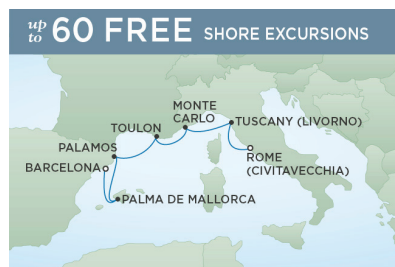 up to 60 FREE SHORE EXCURSIONS
MONTE
CARLO
TUSCANY (LIVORNO)
TOULON
PALAMOS
ROME
(CIVITAVECCHIA)
BARCELONA
PALMA DE MALLORCA